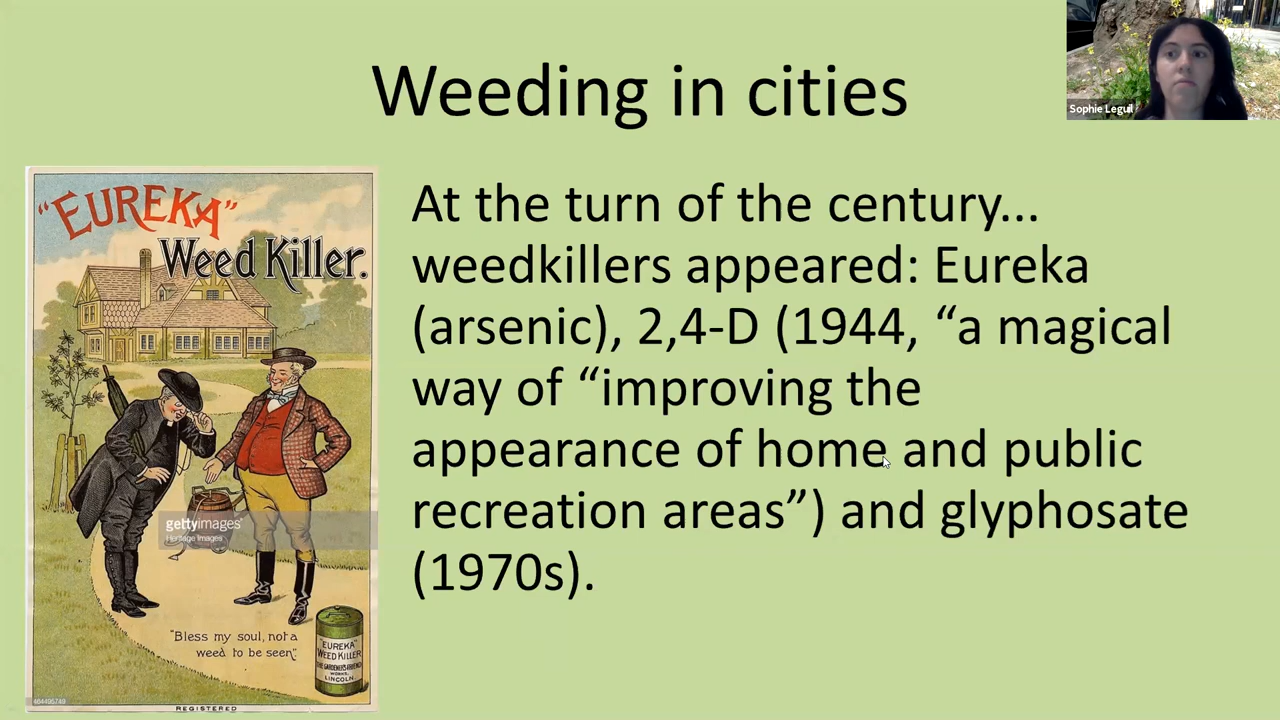 Weeding in cities
Sophie Leguil
At the turn of the century...
weedkillers appeared: Eureka
(arsenic), 2,4-D (1944, “a magical
way of “improving the
appearance of home and public
recreation areas”) and glyphosate
(1970s).
“EUREKA”
Weed Killer.
gettyimages®
Heritage Images
"Bless my soul, not a
weed to be seen".
"EUREKA"
WEED KILLER
LINCOLN.
464495749
REGISTERED